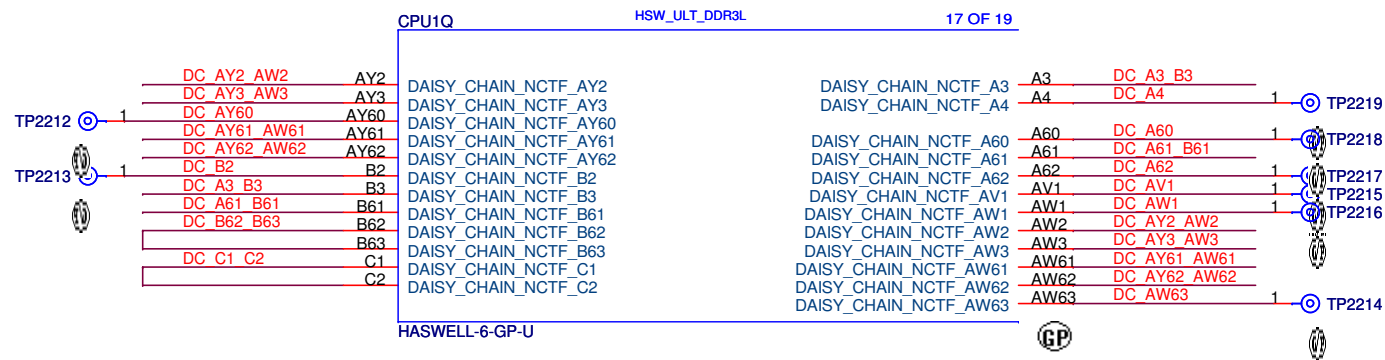 CPU1Q HSW_ULT_DDR3L 17 OF 19
DC_AY2_AW2 AY2 DAISY_CHAIN_NCTF_AY2
DC_AY3_AW3 AY3 DAISY_CHAIN_NCTF_AY3
TP2212 1 DC_AY60 AY60 DAISY_CHAIN_NCTF_AY60
DC_AY61_AW61 AY61 DAISY_CHAIN_NCTF_AY61
DC_AY62_AW62 AY62 DAISY_CHAIN_NCTF_AY62
TP2213 1 DC_B2 B2 DAISY_CHAIN_NCTF_B2
DC_A3_B3 B3 DAISY_CHAIN_NCTF_B3
DC_A61_B61 B61 DAISY_CHAIN_NCTF_B61
DC_B62_B63 B62 DAISY_CHAIN_NCTF_B62
B63 DAISY_CHAIN_NCTF_B63
DC_C1_C2 C1 DAISY_CHAIN_NCTF_C1
C2 DAISY_CHAIN_NCTF_C2
DAISY_CHAIN_NCTF_A3 A3 DC_A3_B3
DAISY_CHAIN_NCTF_A4 A4 DC_A4 1 TP2219
DAISY_CHAIN_NCTF_A60 A60 DC_A60 1 TP2218
DAISY_CHAIN_NCTF_A61 A61 DC_A61_B61
DAISY_CHAIN_NCTF_A62 A62 DC_A62 1 TP2217
DAISY_CHAIN_NCTF_AV1 AV1 DC_AV1 1 TP2215
DAISY_CHAIN_NCTF_AW1 AW1 DC_AW1 1 TP2216
DAISY_CHAIN_NCTF_AW2 AW2 DC_AY2_AW2
DAISY_CHAIN_NCTF_AW3 AW3 DC_AY3_AW3
DAISY_CHAIN_NCTF_AW61 AW61 DC_AY61_AW61
DAISY_CHAIN_NCTF_AW62 AW62 DC_AY62_AW62
DAISY_CHAIN_NCTF_AW63 AW63 DC_AW63 1 TP2214
HASWELL-6-GP-U
GP